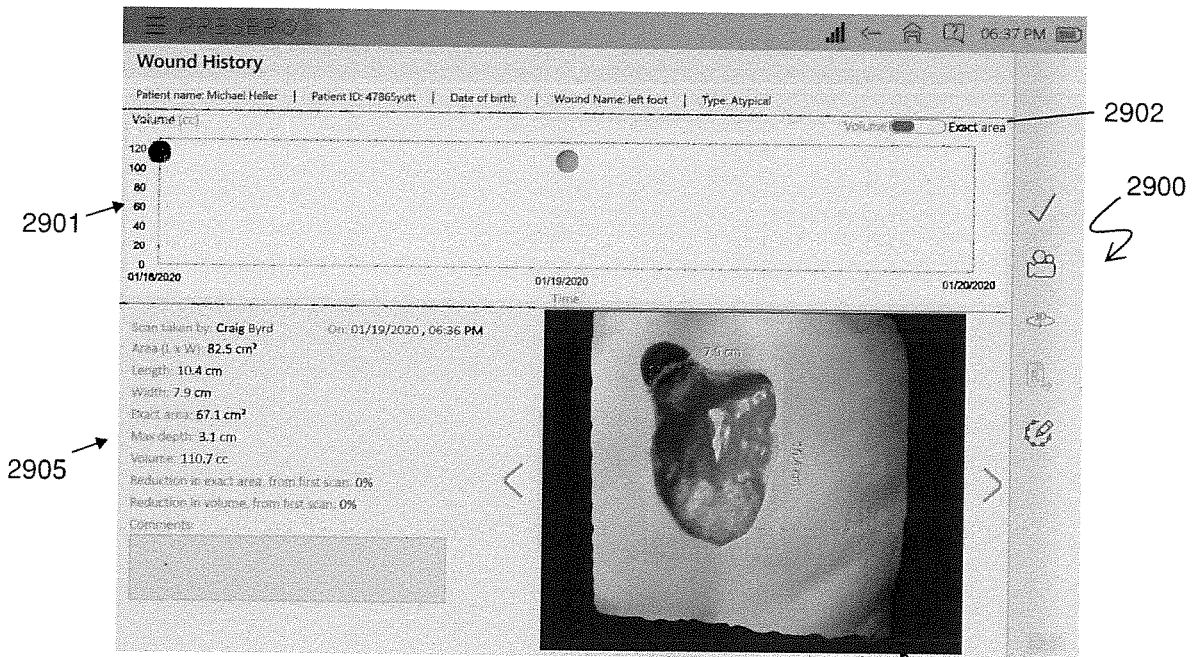 PRESERO
06:37 PM
Wound History
Patient name: Michael Heller | Patient ID: 47865yutt | Date of birth: | Wound Name: left foot | Type: Atypical
Volume (cc)
Volume Exact area
2902
120
100
80
60
40
20
0
01/18/2020
01/19/2020
01/20/2020
Time
2901
2900
Scan taken by: Craig Byrd On: 01/19/2020 , 06:36 PM
Area (L x W): 82.5 cm²
Length: 10.4 cm
Width: 7.9 cm
Exact area: 67.1 cm²
Max depth: 3.1 cm
Volume: 110.7 cc
Reduction in exact area, from first scan: 0%
Reduction in volume, from first scan: 0%
Comments:
2905
7.9 cm